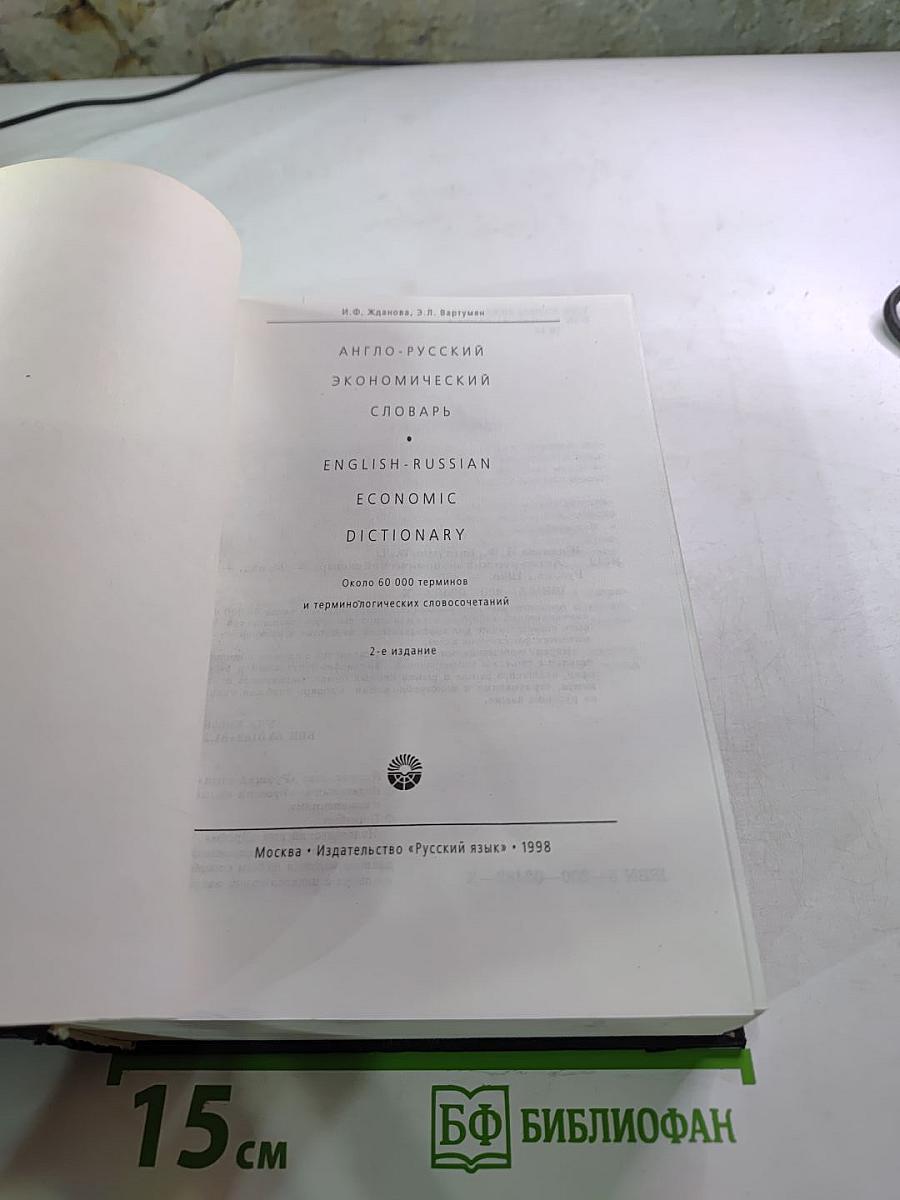 И.Ф. Жданова, Э.Л. Вартумян
АНГЛО-РУССКИЙ
ЭКОНОМИЧЕСКИЙ
СЛОВАРЬ
•
ENGLISH-RUSSIAN
ECONOMIC
DICTIONARY
Около 60 000 терминов
и терминологических словосочетаний
2-е издание
Москва • Издательство «Русский язык» • 1998
15 см
БФ БИБЛИОФАН